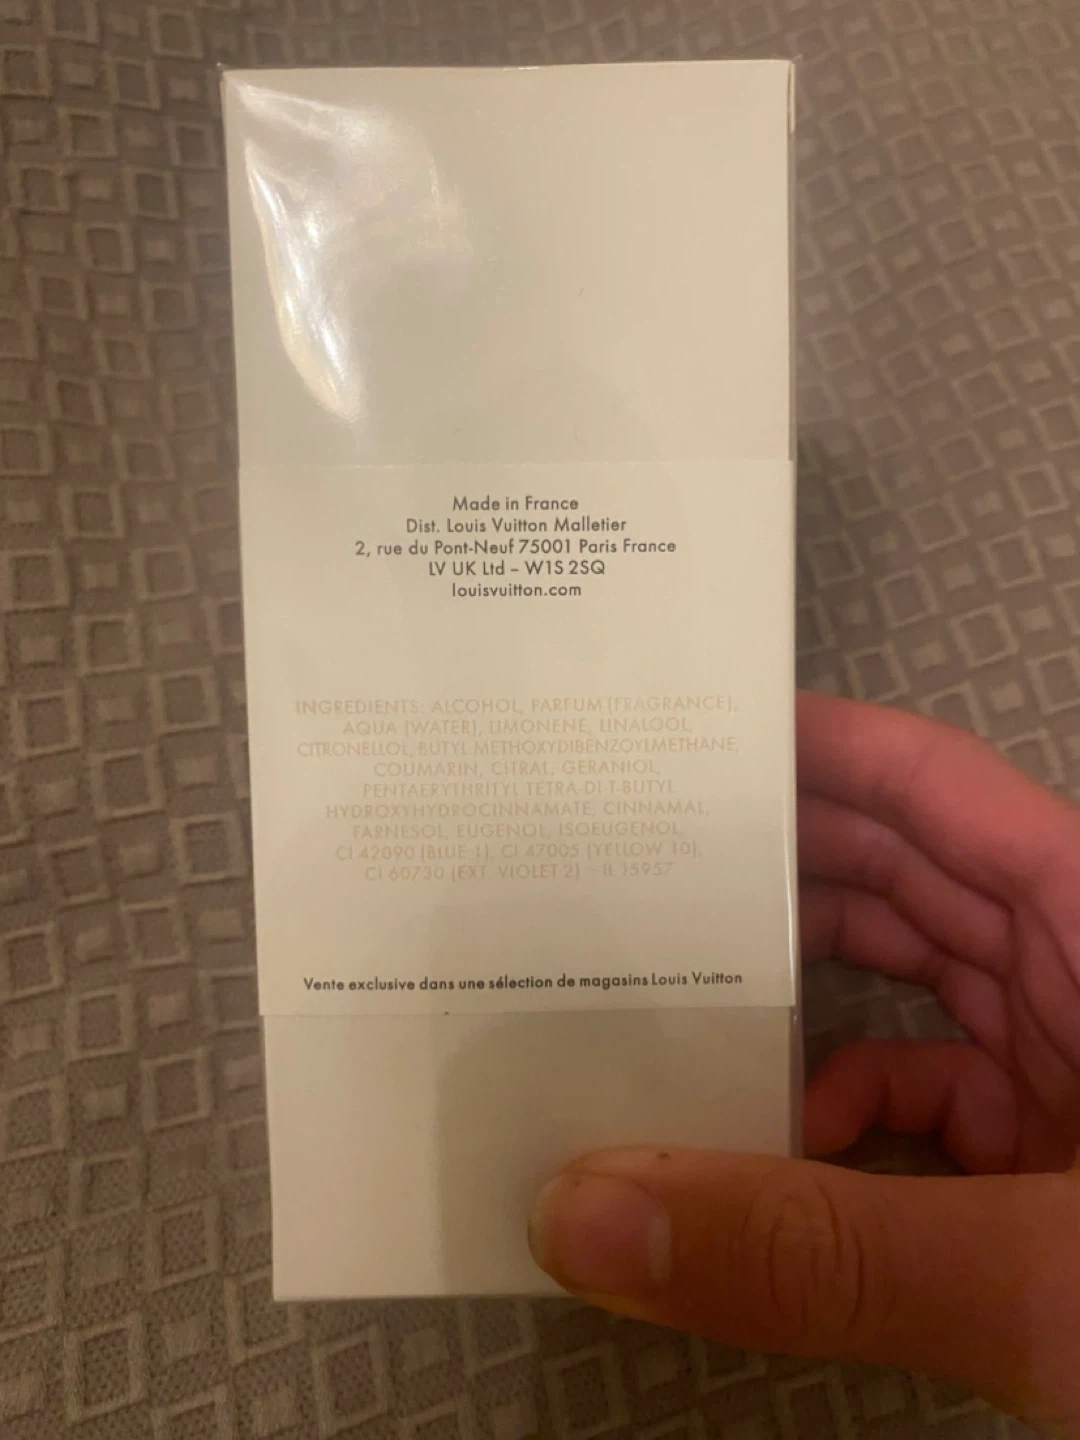 Made in France
Dist. Louis Vuitton Malletier
2, rue du Pont-Neuf 75001 Paris France
LV UK Ltd – W1S 2SQ
louisvuitton.com
INGREDIENTS: ALCOHOL, PARFUM (FRAGRANCE),
AQUA (WATER), LIMONENE, LINALOOL,
CITRONELLOL, BUTYL METHOXYDIBENZOYLMETHANE,
COUMARIN, CITRAL, GERANIOL,
PENTAERYTHRITYL TETRA-DI-T-BUTYL
HYDROXYHYDROCINNAMATE, CINNAMAL,
FARNESOL, EUGENOL, ISOEUGENOL,
CI 42090 (BLUE 1), CI 47005 (YELLOW 10),
CI 60730 (EXT. VIOLET 2) - IL 15957
Vente exclusive dans une sélection de magasins Louis Vuitton